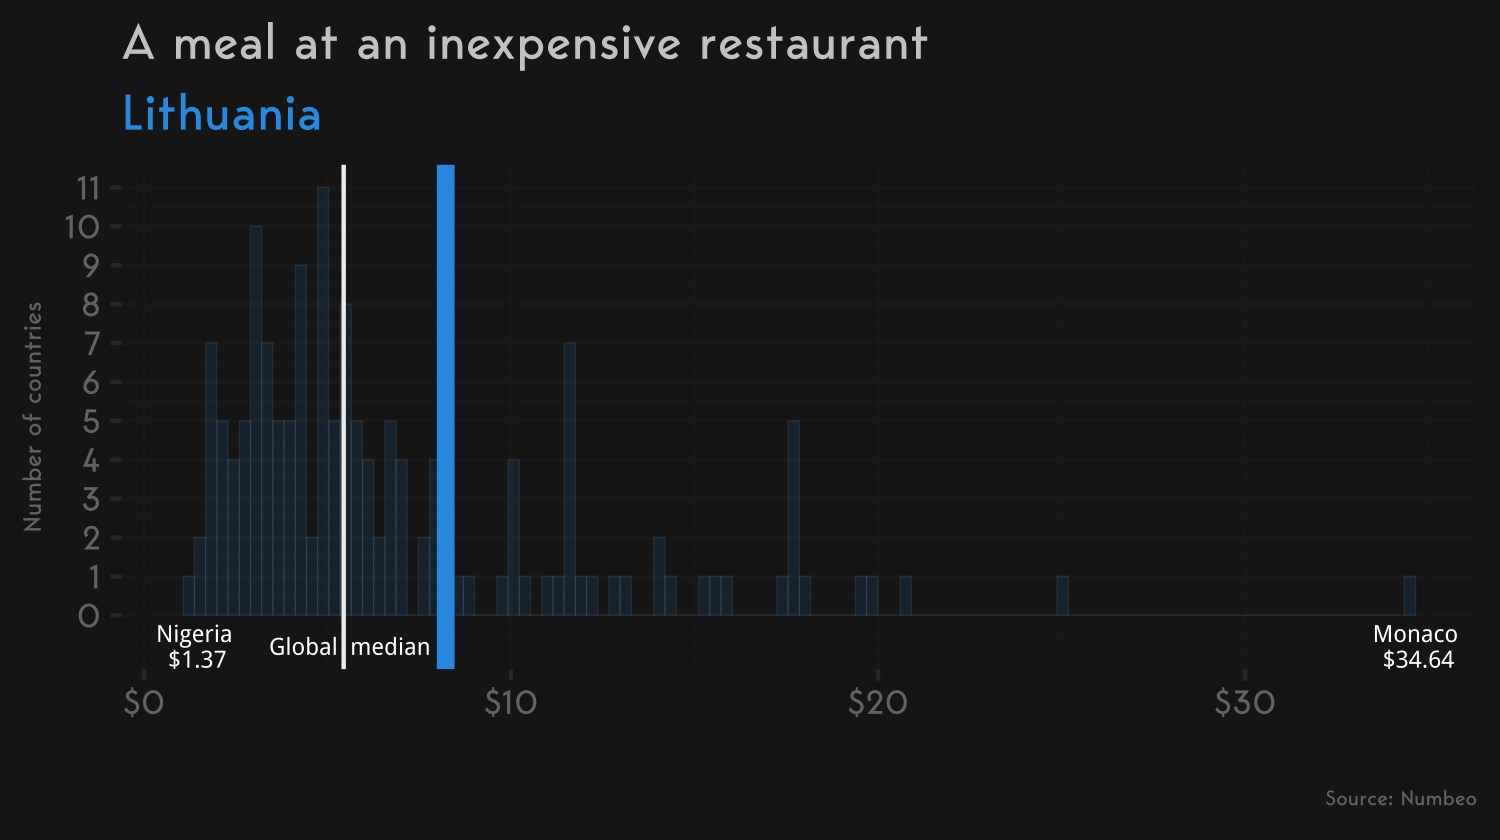 A meal at an inexpensive restaurant
Lithuania
Number of countries
11
10
9
8
7
6
5
4
3
2
1
0
Nigeria
$1.37
Global median
Monaco
$34.64
$0 $10 $20 $30
Source: Numbeo